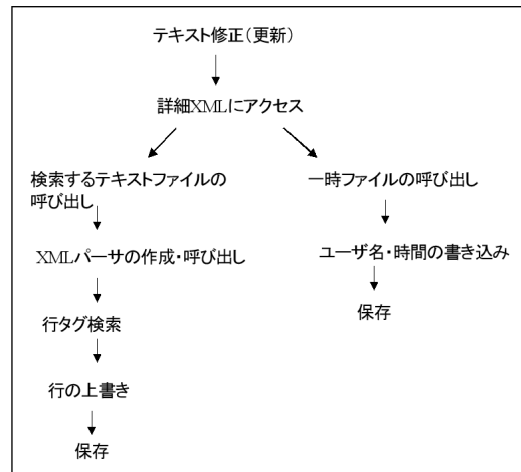 テキスト修正(更新)
詳細XMLにアクセス
検索するテキストファイルの
呼び出し
XMLパーサの作成・呼び出し
行タグ検索
行の上書き
保存
一時ファイルの呼び出し
ユーザ名・時間の書き込み
保存